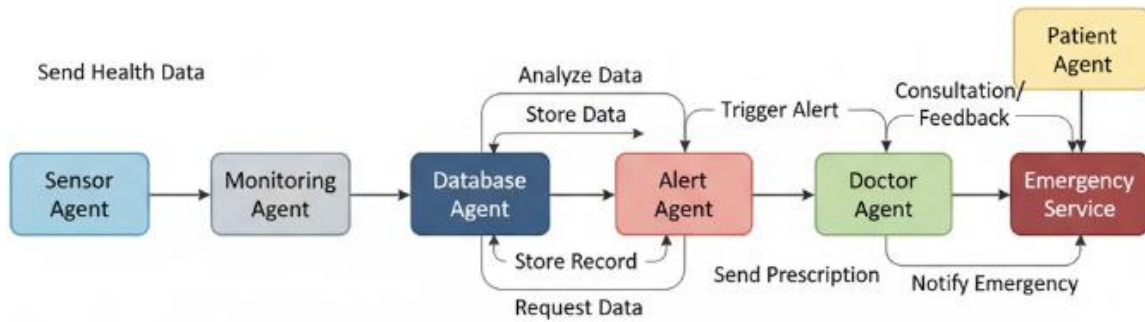 Send Health Data
Analyze Data
Store Data
Trigger Alert
Consultation/
Feedback
Patient
Agent
Sensor
Agent
Monitoring
Agent
Database
Agent
Alert
Agent
Doctor
Agent
Emergency
Service
Store Record
Request Data
Send Prescription
Notify Emergency